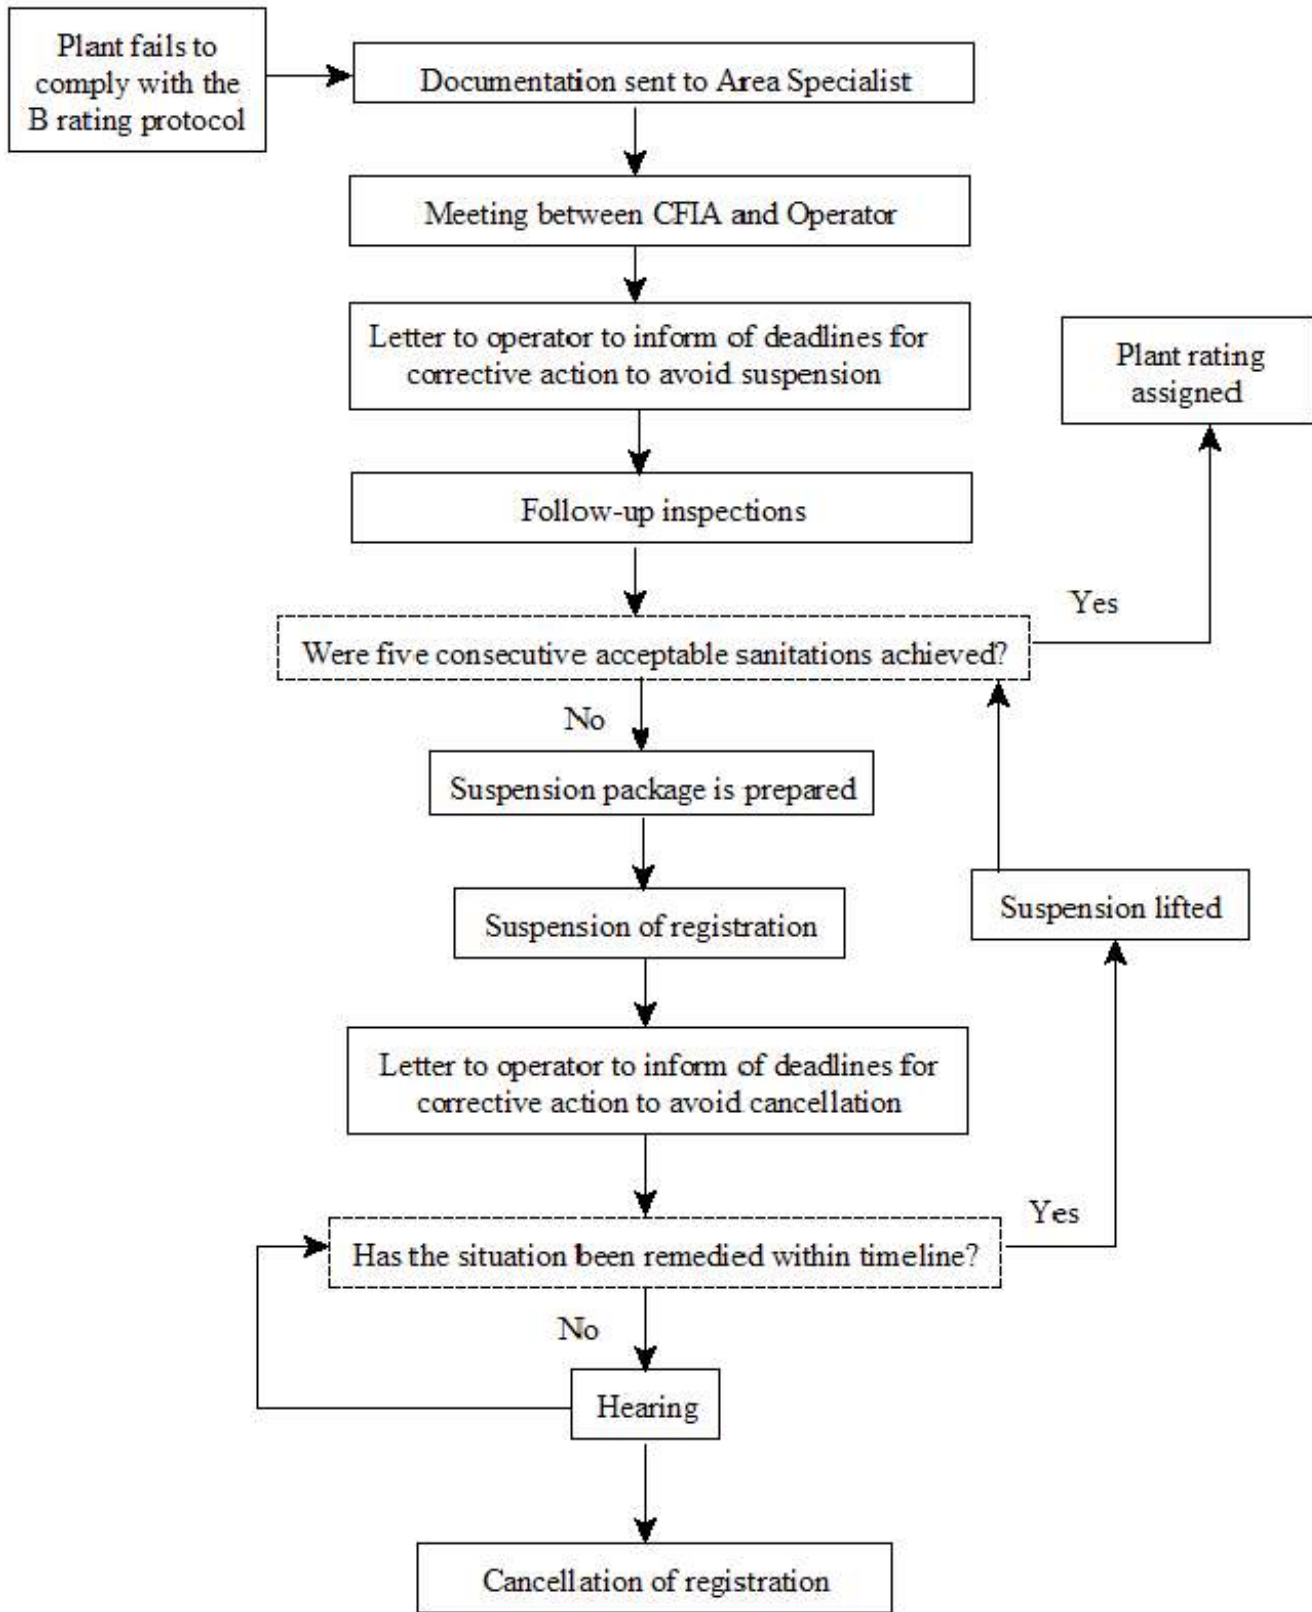 Plant fails to
comply with the
B rating protocol
Documentation sent to Area Specialist
Meeting between CFIA and Operator
Letter to operator to inform of deadlines for
corrective action to avoid suspension
Plant rating
assigned
Follow-up inspections
Yes
Were five consecutive acceptable sanitations achieved?
No
Suspension package is prepared
Suspension of registration
Suspension lifted
Letter to operator to inform of deadlines for
corrective action to avoid cancellation
Yes
Has the situation been remedied within timeline?
No
Hearing
Cancellation of registration